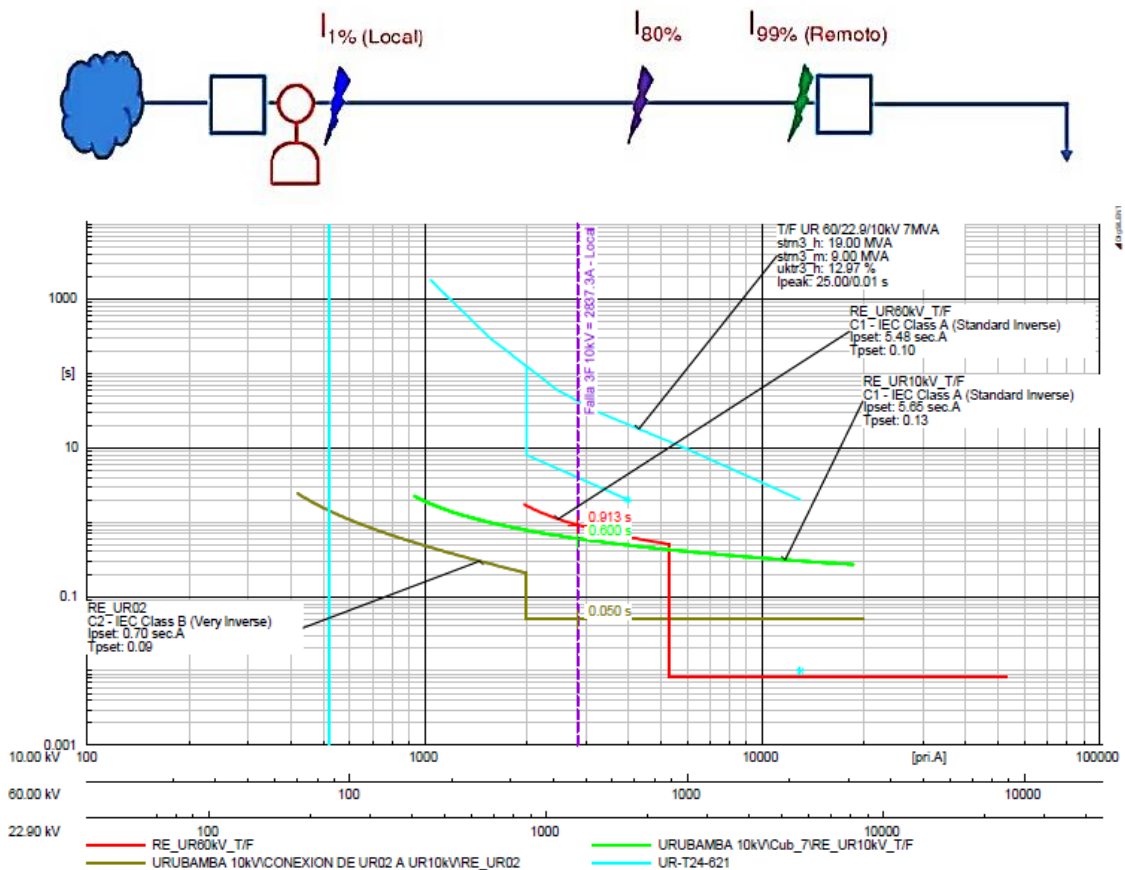 I1% (Local)
I80%
I99% (Remoto)
T/F UR 60/22.9/10kV 7MVA
strn3_h: 19.00 MVA
strn3_m: 9.00 MVA
uktr3_h: 12.97 %
Ipeak: 25.00/0.01 s
RE_UR60kV_T/F
C1 - IEC Class A (Standard Inverse)
Ipset: 5.48 sec.A
Tpset: 0.10
RE_UR10kV_T/F
C1 - IEC Class A (Standard Inverse)
Ipset: 5.65 sec.A
Tpset: 0.13
Falla 3F 10kV = 2837.3A - Local
1000
[s]
10
0.1
0.001
0.913 s
0.600 s
0.050 s
RE_UR02
C2 - IEC Class B (Very Inverse)
Ipset: 0.70 sec.A
Tpset: 0.09
10.00 kV 100 1000 10000 [pri.A] 100000
60.00 kV 100 1000 10000
22.90 kV 100 1000 10000
RE_UR60kV_T/F
URUBAMBA 10kV\Cub_7\RE_UR10kV_T/F
URUBAMBA 10kV\CONEXION DE UR02 A UR10kV\RE_UR02
UR-T24-621